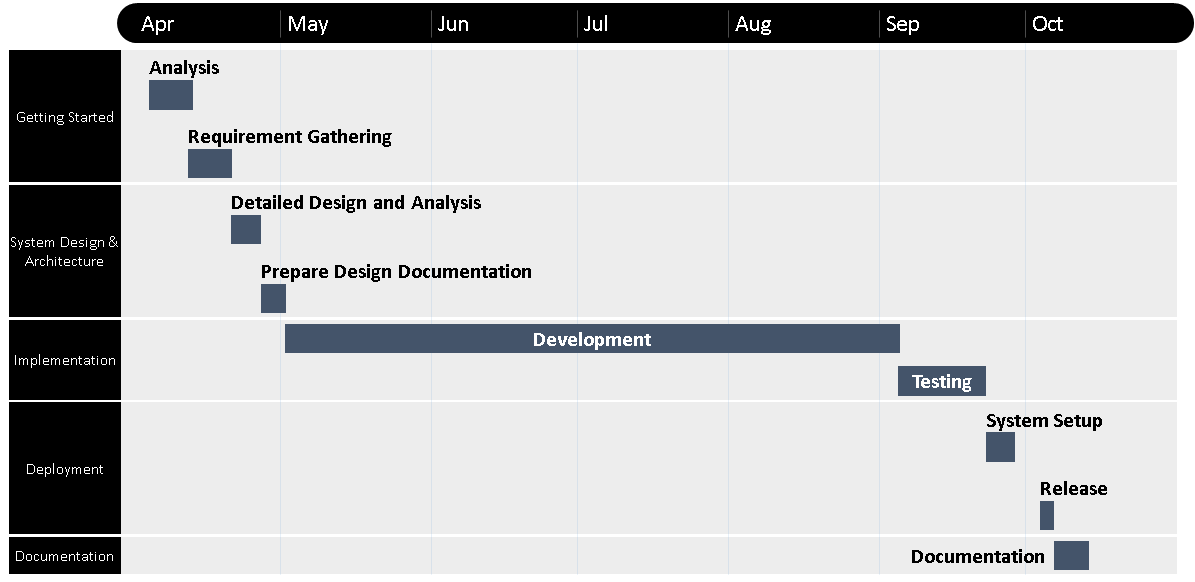 Apr May Jun Jul Aug Sep Oct
Getting Started
Analysis
Requirement Gathering
System Design &
Architecture
Detailed Design and Analysis
Prepare Design Documentation
Implementation
Development
Testing
Deployment
System Setup
Release
Documentation
Documentation